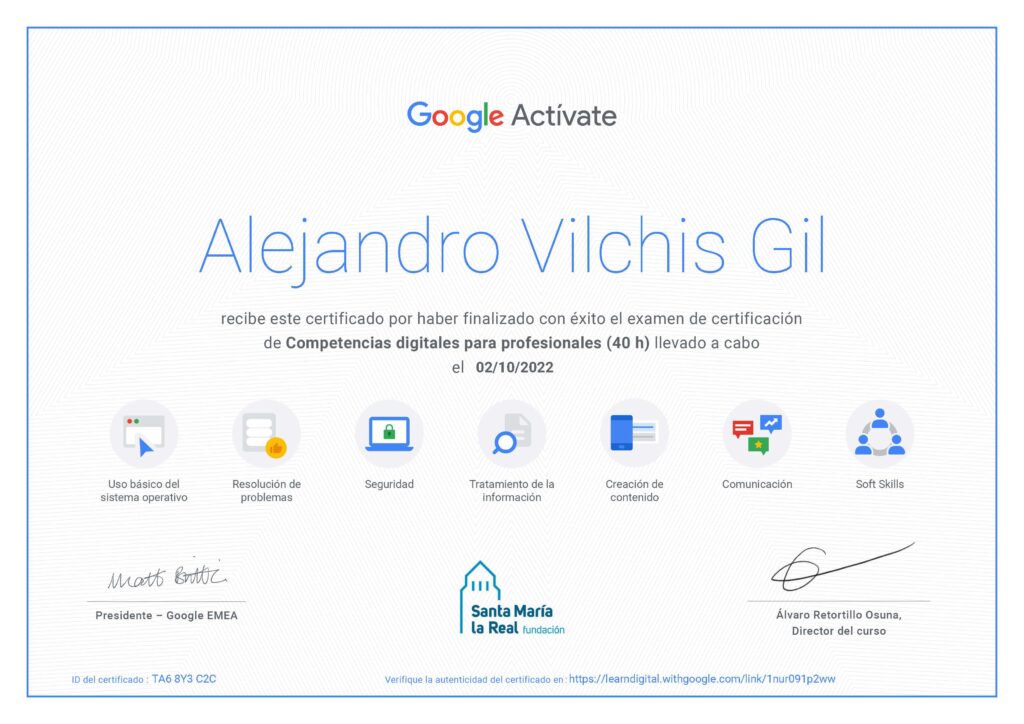 Google Actívate
Alejandro Vilchis Gil
recibe este certificado por haber finalizado con éxito el examen de certificación
de Competencias digitales para profesionales (40 h) llevado a cabo
el 02/10/2022
Uso básico del
sistema operativo
Resolución de
problemas
Seguridad
Tratamiento de la
información
Creación de
contenido
Comunicación
Soft Skills
Matt Brittin
Presidente – Google EMEA
Santa María
la Real fundación
Álvaro Retortillo Osuna,
Director del curso
ID del certificado : TA6 8Y3 C2C
Verifique la autenticidad del certificado en : https://learndigital.withgoogle.com/link/1nur091p2ww